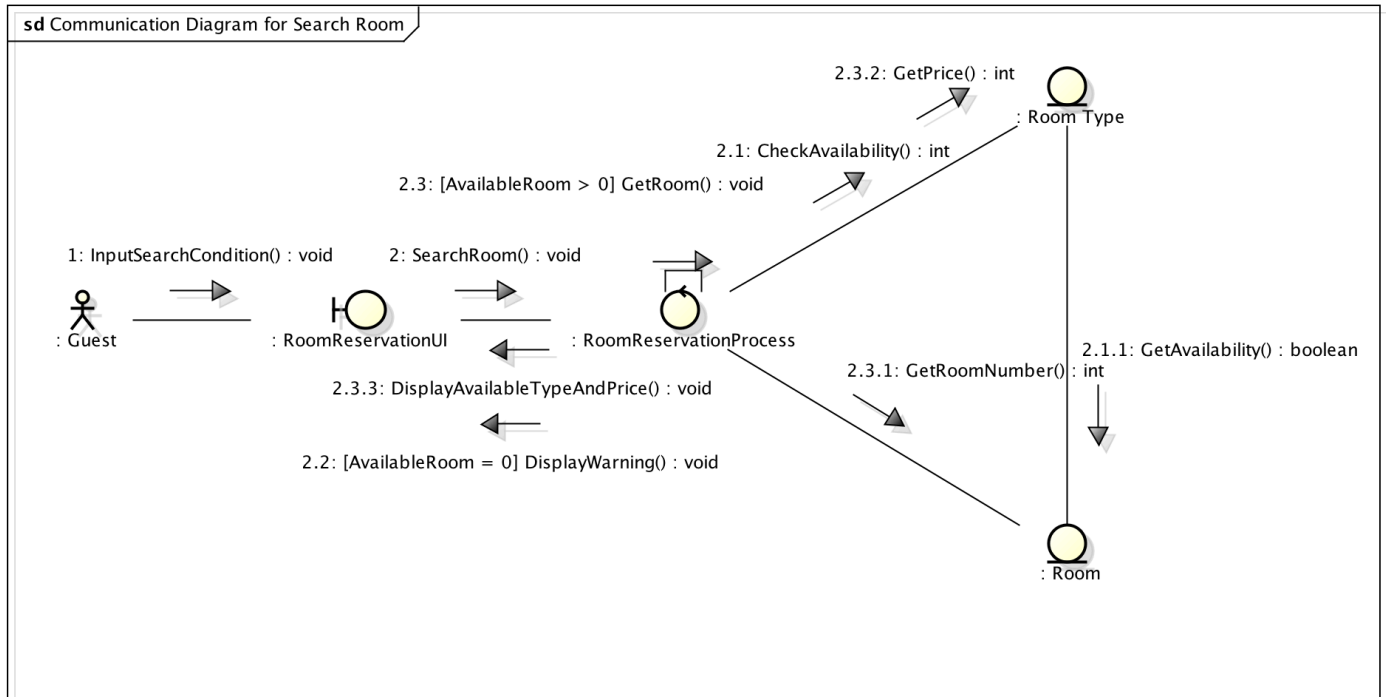 sd Communication Diagram for Search Room
2.3.2: GetPrice() : int
: Room Type
2.1: CheckAvailability() : int
2.3: [AvailableRoom > 0] GetRoom() : void
1: InputSearchCondition() : void
2: SearchRoom() : void
: Guest
: RoomReservationUI
: RoomReservationProcess
2.1.1: GetAvailability() : boolean
2.3.1: GetRoomNumber() : int
2.3.3: DisplayAvailableTypeAndPrice() : void
2.2: [AvailableRoom = 0] DisplayWarning() : void
: Room